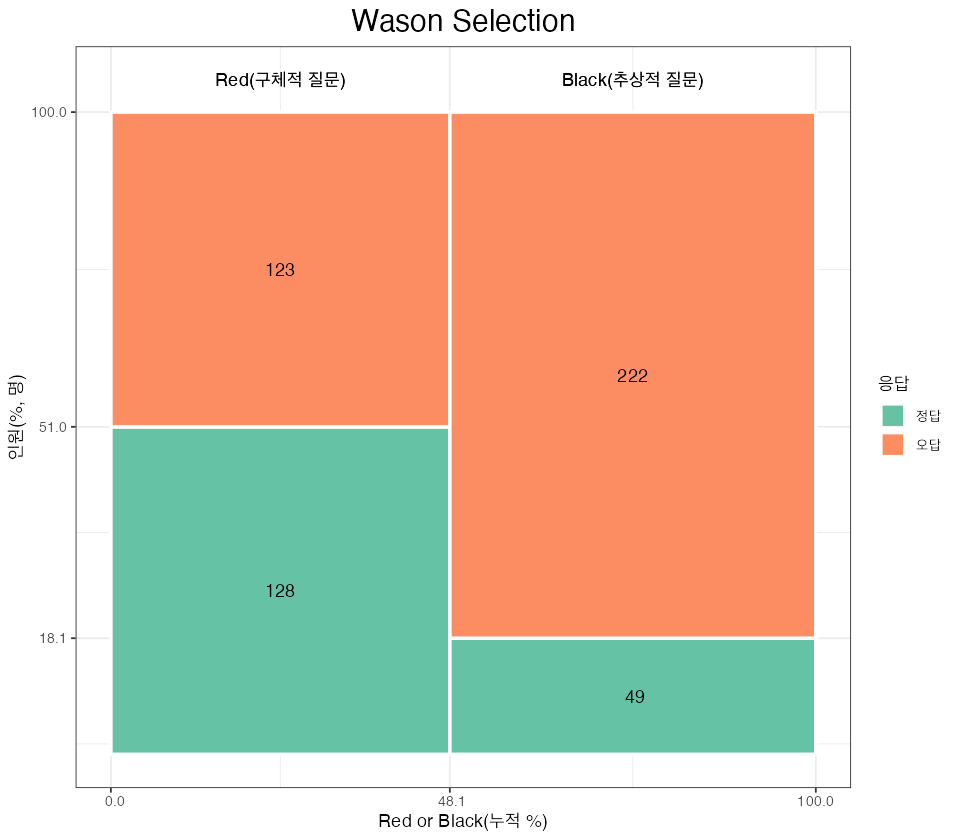 Wason Selection
Red(구체적 질문) Black(추상적 질문)
100.0
123
222
응답
정답
오답
인원(%, 명)
51.0
128
18.1
49
0.0 48.1 100.0
Red or Black(누적 %)